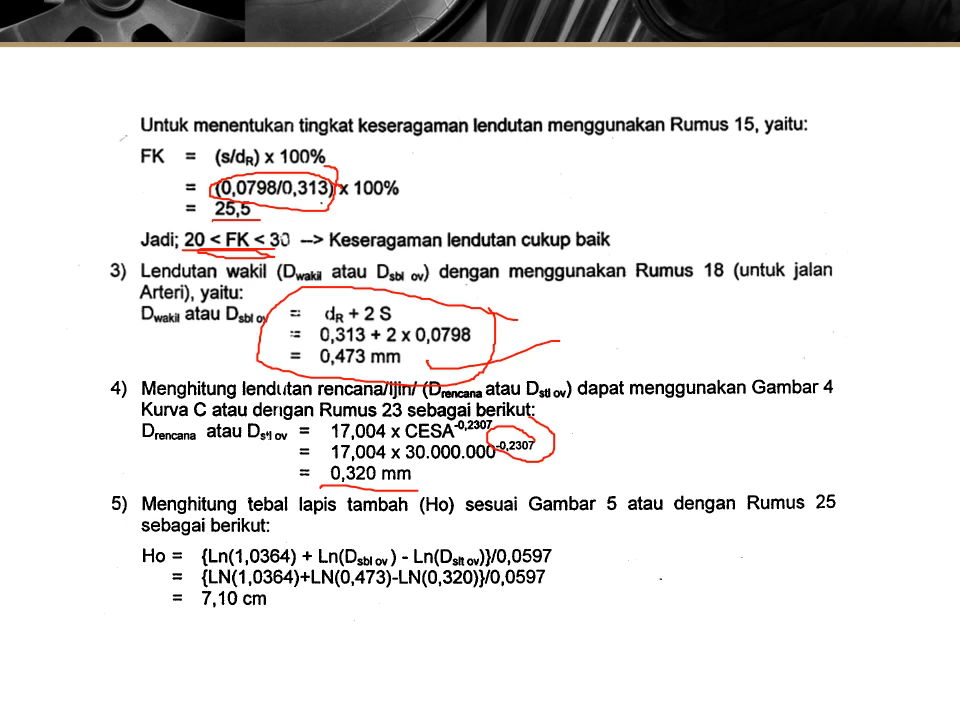 Untuk menentukan tingkat keseragaman lendutan menggunakan Rumus 15, yaitu:
FK = (s/dR) x 100%
= (0,0798/0,313) x 100%
= 25,5
Jadi; 20 < FK < 30 --> Keseragaman lendutan cukup baik
3) Lendutan wakil (Dwakil atau Dsbl ov) dengan menggunakan Rumus 18 (untuk jalan
Arteri), yaitu:
Dwakil atau Dsbl ov = dR + 2 S
= 0,313 + 2 x 0,0798
= 0,473 mm
4) Menghitung lendutan rencana/ijin/ (Drencana atau Dstl ov) dapat menggunakan Gambar 4
Kurva C atau dengan Rumus 23 sebagai berikut:
Drencana atau Dstl ov = 17,004 x CESA-0,2307
= 17,004 x 30.000.000-0,2307
= 0,320 mm
5) Menghitung tebal lapis tambah (Ho) sesuai Gambar 5 atau dengan Rumus 25
sebagai berikut:
Ho = {Ln(1,0364) + Ln(Dsbl ov) - Ln(Dslt ov)}/0,0597
= {LN(1,0364)+LN(0,473)-LN(0,320)}/0,0597
= 7,10 cm